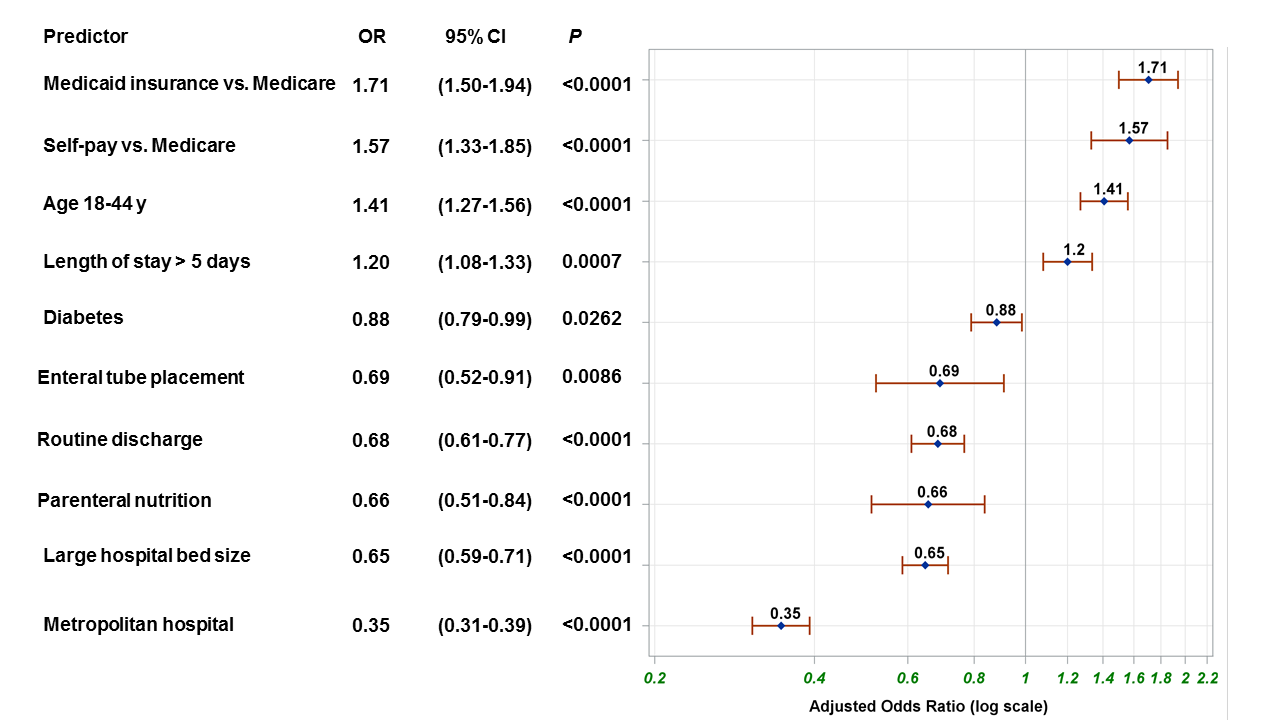 Predictor OR 95% CI P
Medicaid insurance vs. Medicare 1.71 (1.50-1.94) <0.0001 1.71
Self-pay vs. Medicare 1.57 (1.33-1.85) <0.0001 1.57
Age 18-44 y 1.41 (1.27-1.56) <0.0001 1.41
Length of stay > 5 days 1.20 (1.08-1.33) 0.0007 1.2
Diabetes 0.88 (0.79-0.99) 0.0262 0.88
Enteral tube placement 0.69 (0.52-0.91) 0.0086 0.69
Routine discharge 0.68 (0.61-0.77) <0.0001 0.68
Parenteral nutrition 0.66 (0.51-0.84) <0.0001 0.66
Large hospital bed size 0.65 (0.59-0.71) <0.0001 0.65
Metropolitan hospital 0.35 (0.31-0.39) <0.0001 0.35
0.2 0.4 0.6 0.8 1 1.2 1.4 1.6 1.8 2 2.2
Adjusted Odds Ratio (log scale)